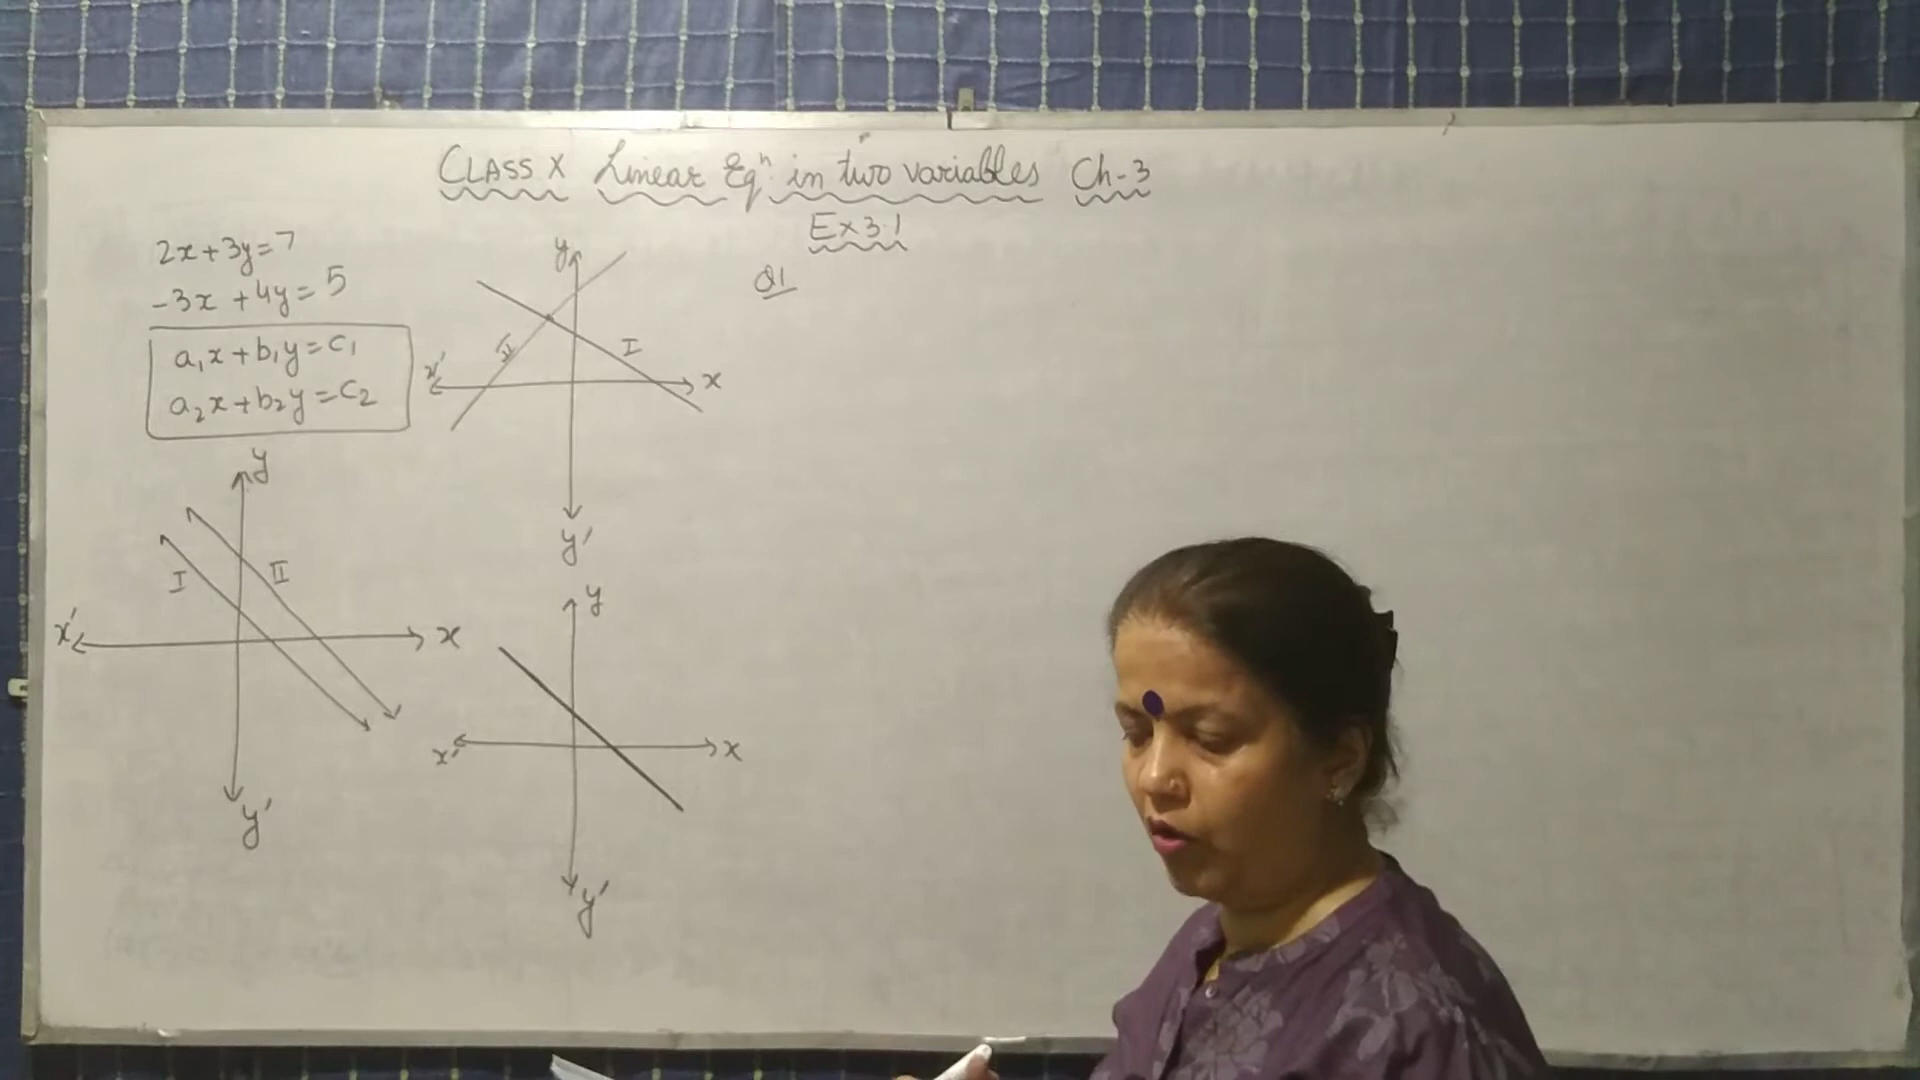 CLASS X Linear Eqⁿ in two variables Ch-3
Ex 3.1
Q1
2x+3y=7
-3x+4y=5
a₁x+b₁y=c₁
a₂x+b₂y=c₂
y
II
I
x'
x
y'
y
I
II
x'
x
y'
y
x'
x
y'